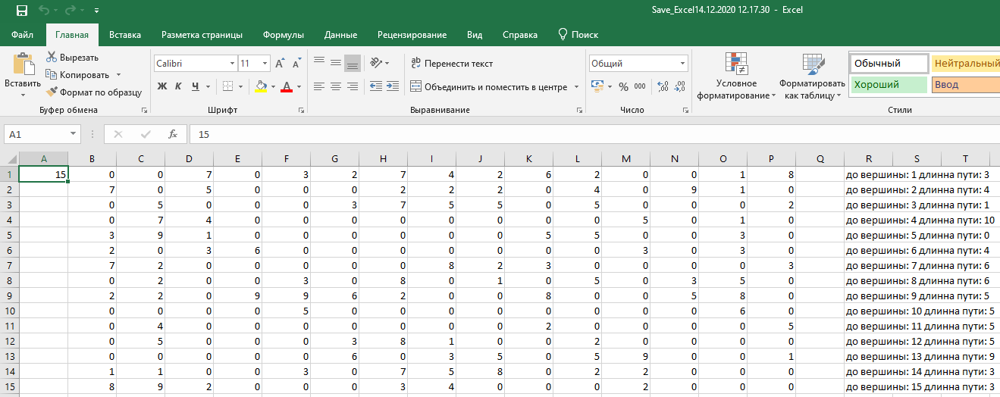 Save_Excel14.12.2020 12.17.30 - Excel
Файл Главная Вставка Разметка страницы Формулы Данные Рецензирование Вид Справка Поиск
Вставить
Вырезать
Копировать
Формат по образцу
Буфер обмена
Calibri 11
Ж К Ч
Шрифт
Перенести текст
Объединить и поместить в центре
Выравнивание
Общий
% 000
Число
Условное форматирование
Форматировать как таблицу
Обычный Нейтральный
Хороший Ввод
Стили
A1 fx 15
A B C D E F G H I J K L M N O P Q R S T
1 15 0 0 7 0 3 2 7 4 2 6 2 0 0 1 8 до вершины: 1 длинна пути: 3
2 7 0 5 0 0 0 2 2 2 0 4 0 9 1 0 до вершины: 2 длинна пути: 4
3 0 5 0 0 0 3 7 5 5 0 5 0 0 0 2 до вершины: 3 длинна пути: 1
4 0 7 4 0 0 0 0 0 0 0 0 5 0 1 0 до вершины: 4 длинна пути: 10
5 3 9 1 0 0 0 0 0 0 5 5 0 0 3 0 до вершины: 5 длинна пути: 0
6 2 0 3 6 0 0 0 0 0 0 0 3 0 3 0 до вершины: 6 длинна пути: 4
7 7 2 0 0 0 0 0 8 2 3 0 0 0 0 3 до вершины: 7 длинна пути: 6
8 0 2 0 0 3 0 8 0 1 0 5 0 3 5 0 до вершины: 8 длинна пути: 6
9 2 2 0 9 9 6 2 0 0 8 0 0 5 8 0 до вершины: 9 длинна пути: 5
10 0 0 0 0 5 0 0 0 0 0 0 0 0 6 0 до вершины: 10 длинна пути: 5
11 0 4 0 0 0 0 0 0 0 2 0 0 0 0 5 до вершины: 11 длинна пути: 5
12 0 5 0 0 0 3 8 1 0 0 2 0 0 0 0 до вершины: 12 длинна пути: 5
13 0 0 0 0 0 6 0 3 5 0 5 9 0 0 1 до вершины: 13 длинна пути: 9
14 1 1 0 0 3 0 7 5 8 0 2 2 0 0 0 до вершины: 14 длинна пути: 3
15 8 9 2 0 0 0 3 4 0 0 0 2 0 0 0 до вершины: 15 длинна пути: 3